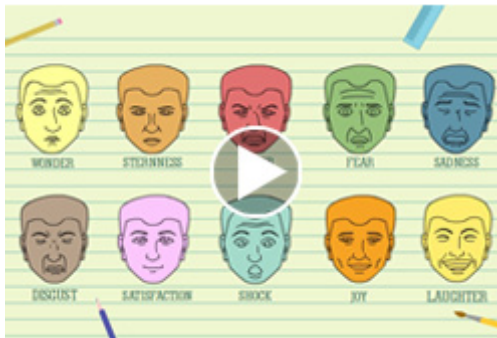 WONDER
STERNNESS
FEAR
SADNESS
DISGUST
SATISFACTION
SHOCK
JOY
LAUGHTER